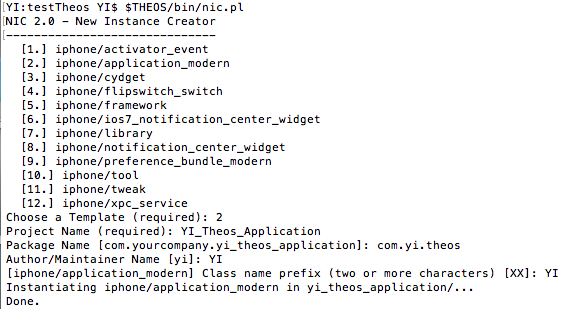 [YI:testTheos YI$ $THEOS/bin/nic.pl
[NIC 2.0 - New Instance Creator
[------------------------------
[1.] iphone/activator_event
[2.] iphone/application_modern
[3.] iphone/cydget
[4.] iphone/flipswitch_switch
[5.] iphone/framework
[6.] iphone/ios7_notification_center_widget
[7.] iphone/library
[8.] iphone/notification_center_widget
[9.] iphone/preference_bundle_modern
[10.] iphone/tool
[11.] iphone/tweak
[12.] iphone/xpc_service
Choose a Template (required): 2
Project Name (required): YI_Theos_Application
Package Name [com.yourcompany.yi_theos_application]: com.yi.theos
Author/Maintainer Name [yi]: YI
[iphone/application_modern] Class name prefix (two or more characters) [XX]: YI
Instantiating iphone/application_modern in yi_theos_application/...
Done.